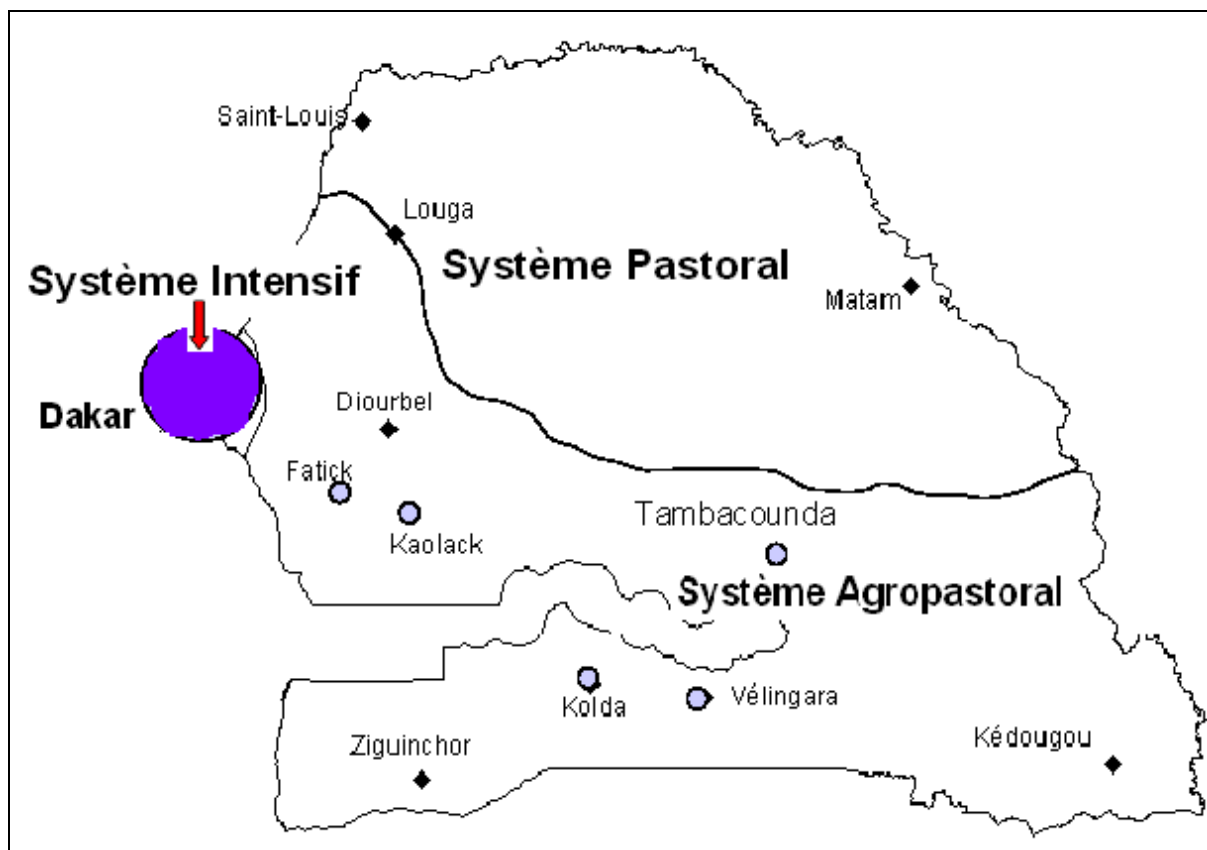 Saint-Louis
Louga
Système Pastoral
Système Intensif
Matam
Dakar
Diourbel
Fatick
Kaolack
Tambacounda
Système Agropastoral
Kolda
Vélingara
Ziguinchor
Kédougou